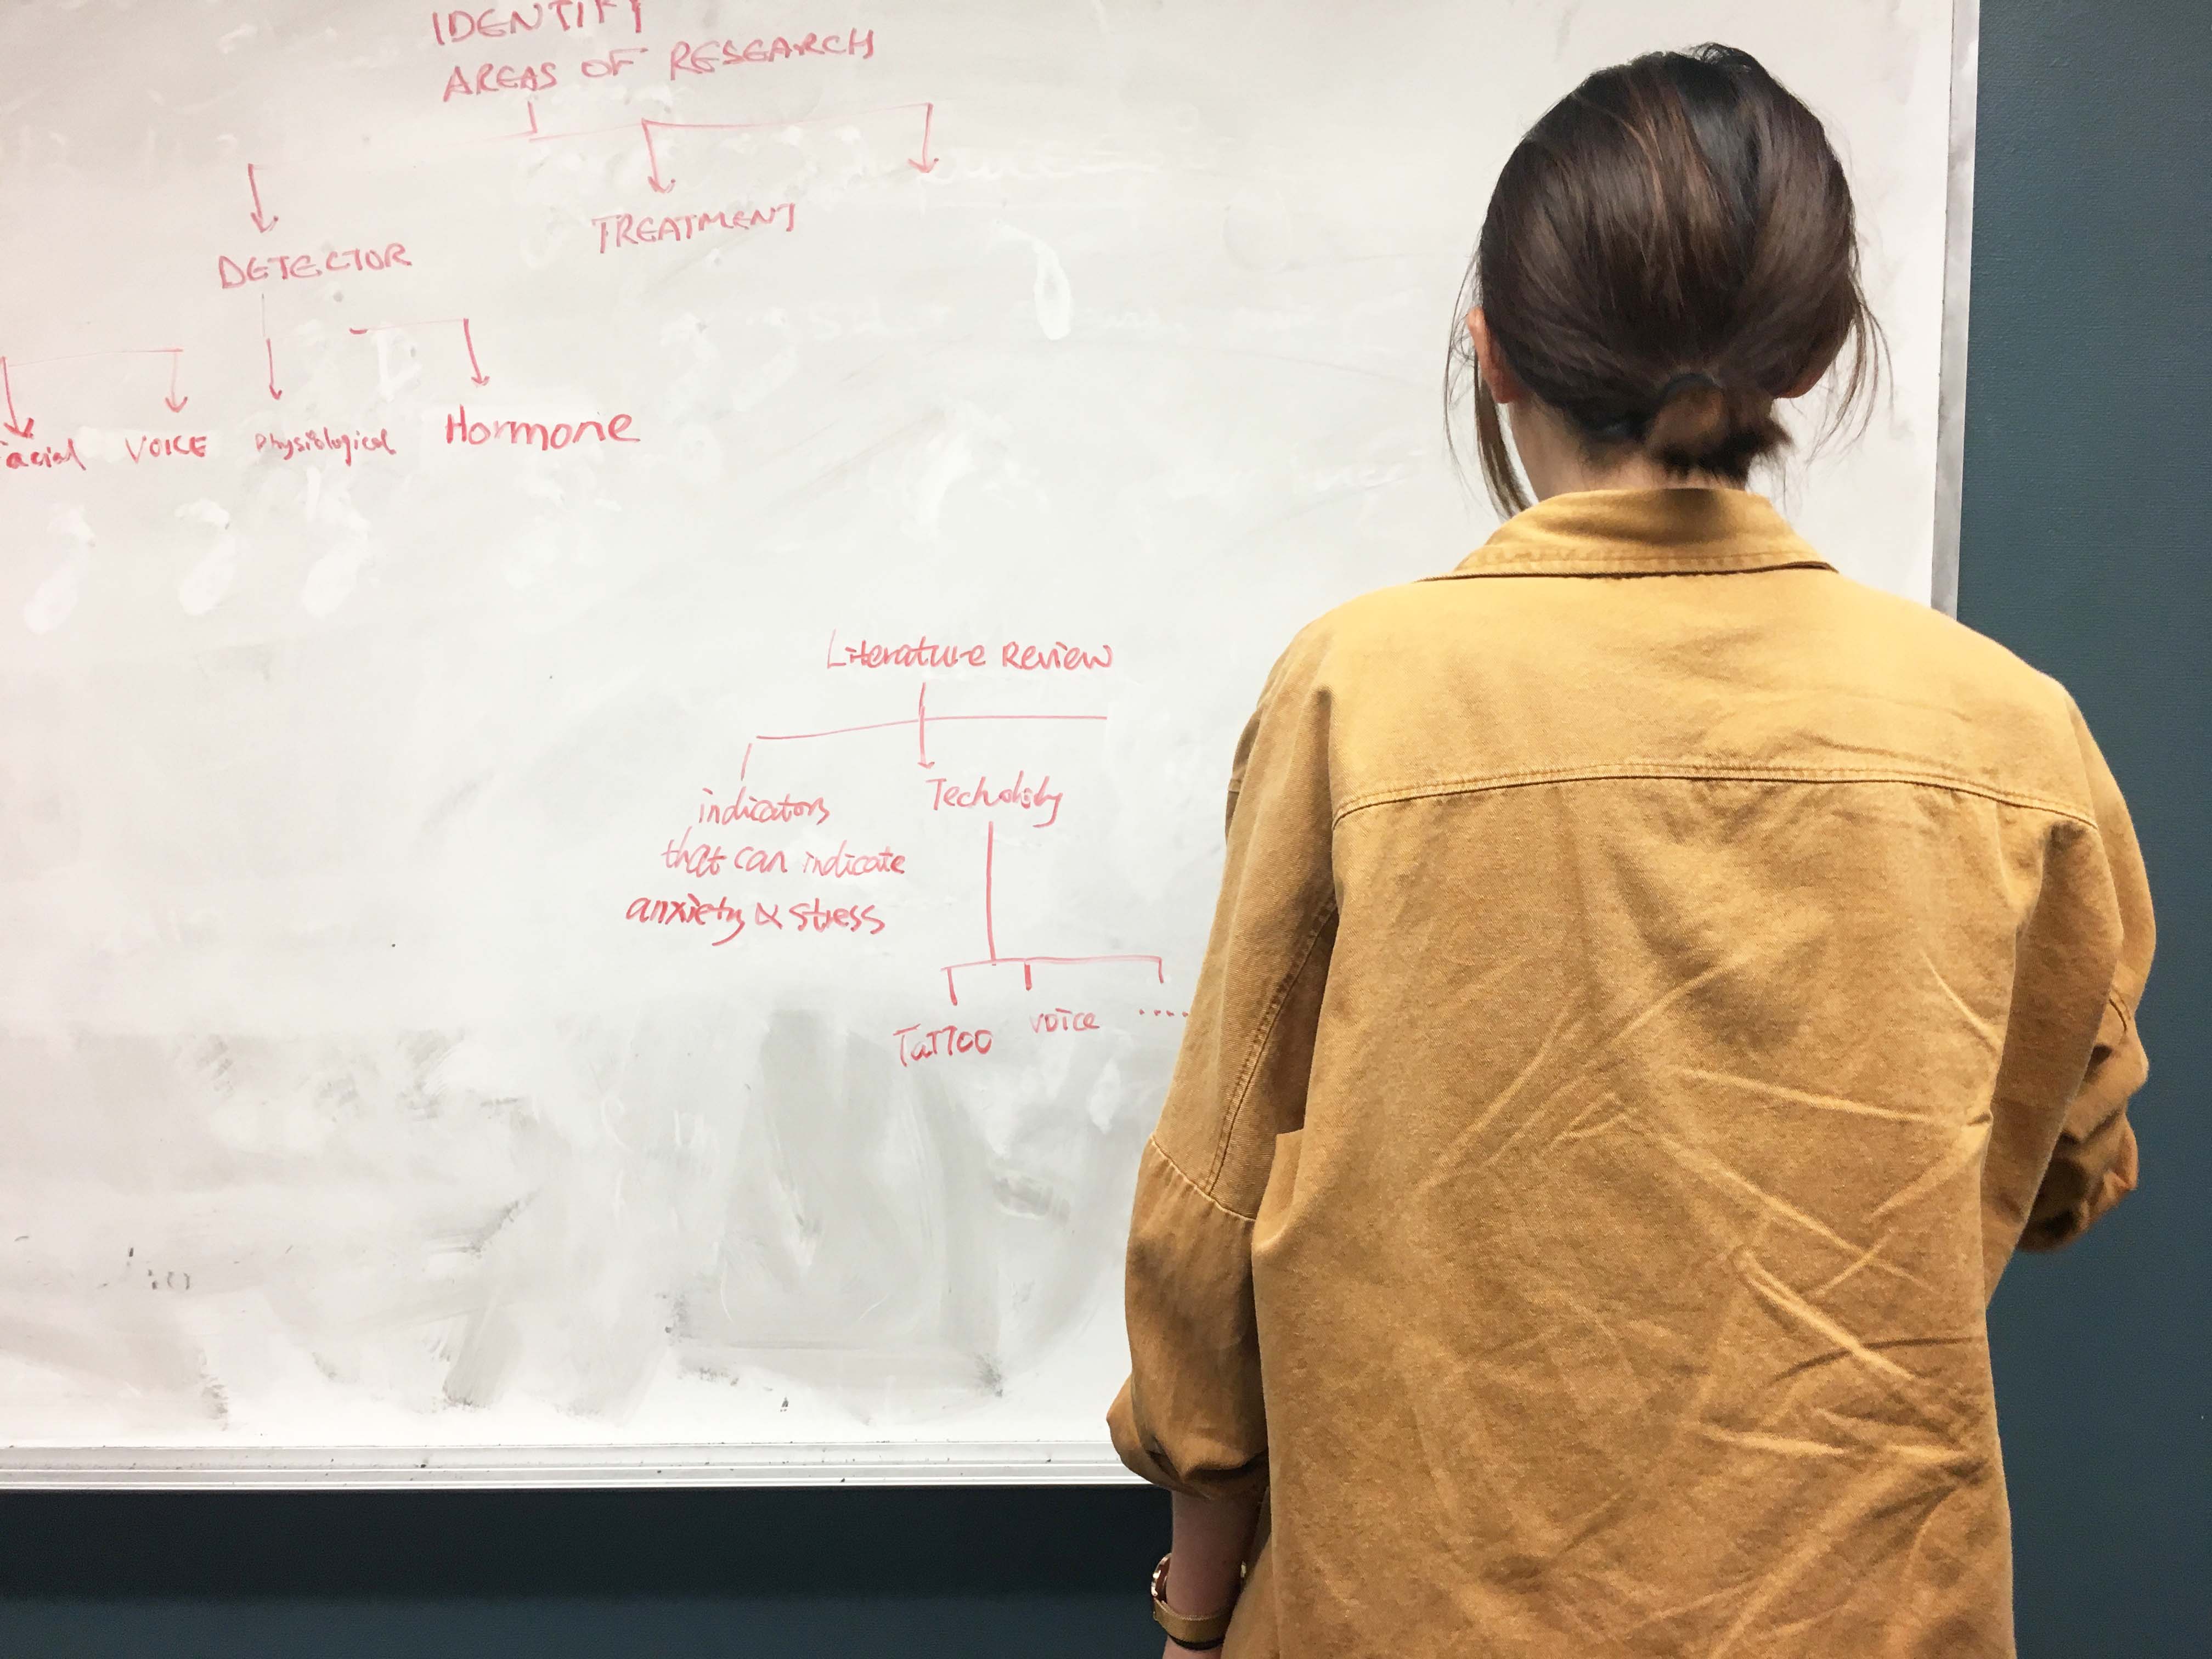 IDENTIFY
AREAS OF RESEARCH
DETECTOR
TREATMENT
acial
VOICE
Physiological
Hormone
Literature Review
indicators
that can indicate
anxiety & stress
Techology
TaTTOO
voice
.....